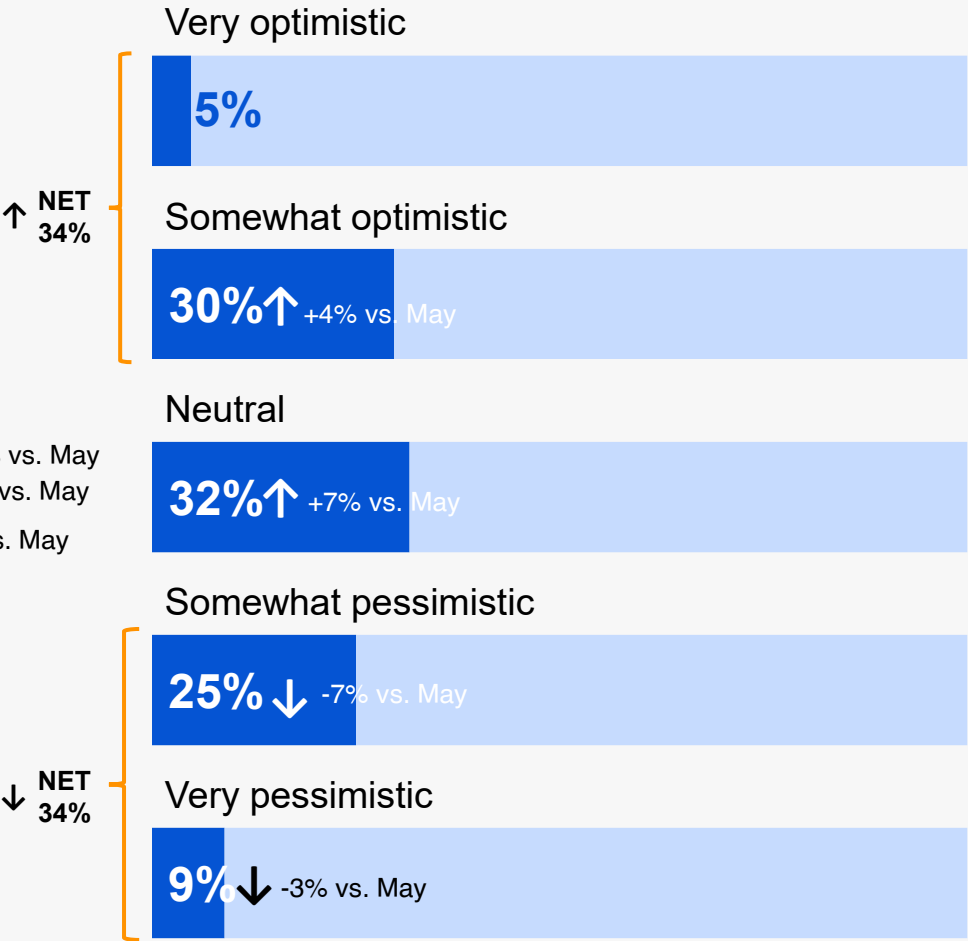 Very optimistic
5%
↑ NET
34%
Somewhat optimistic
30%↑ +4% vs. May
Neutral
vs. May
vs. May
32%↑ +7% vs. May
s. May
Somewhat pessimistic
25% ↓ -7% vs. May
↓ NET
34%
Very pessimistic
9%↓ -3% vs. May